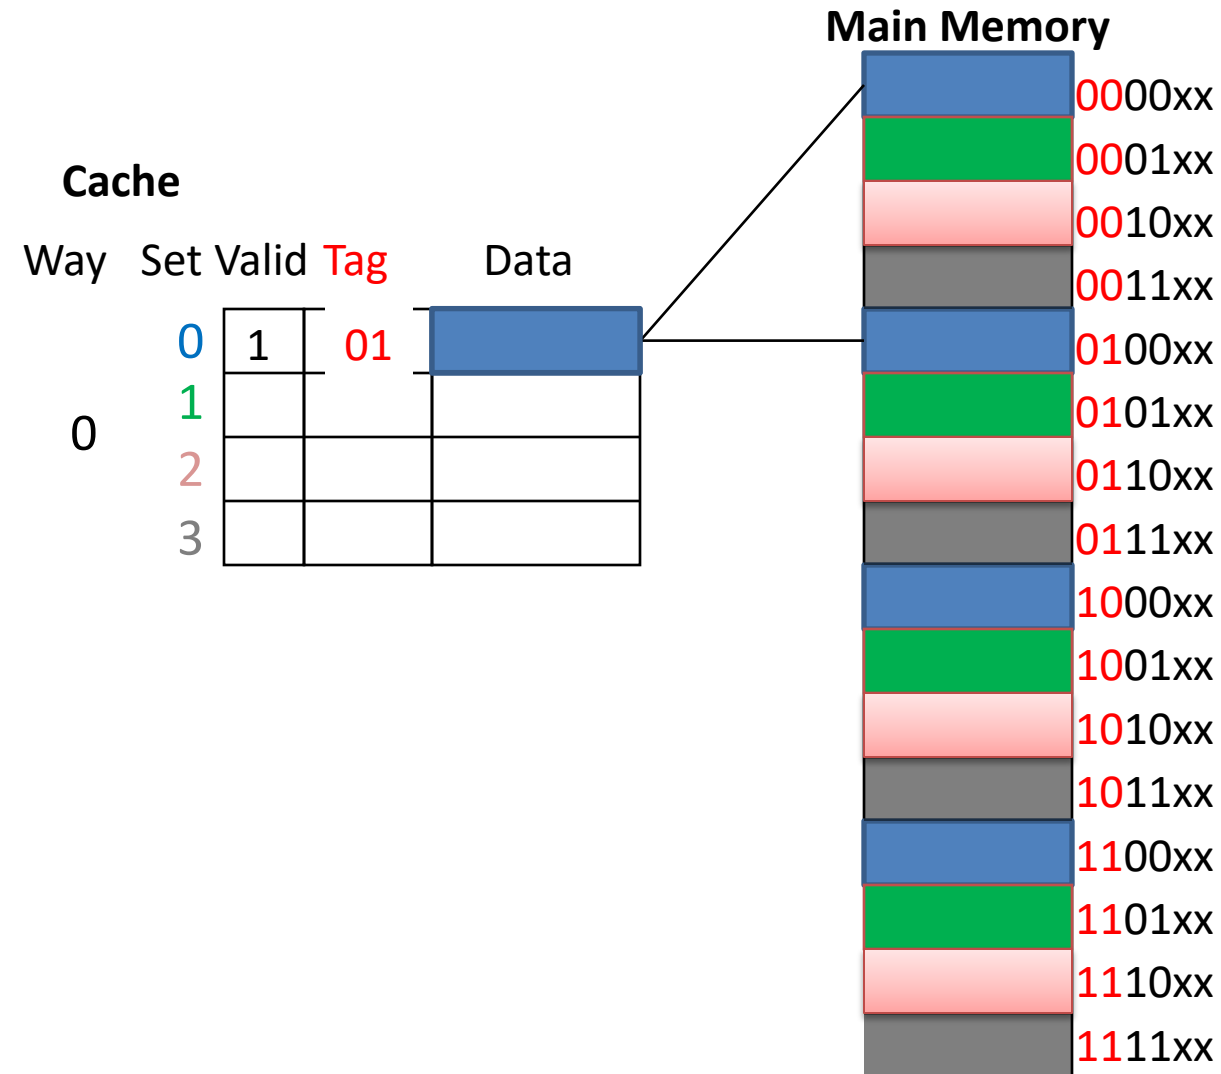 Main Memory
0000xx
0001xx
Cache
0010xx
Way Set Valid Tag Data
0011xx
0 1 01
0100xx
1
0101xx
0
2
0110xx
3
0111xx
1000xx
1001xx
1010xx
1011xx
1100xx
1101xx
1110xx
1111xx